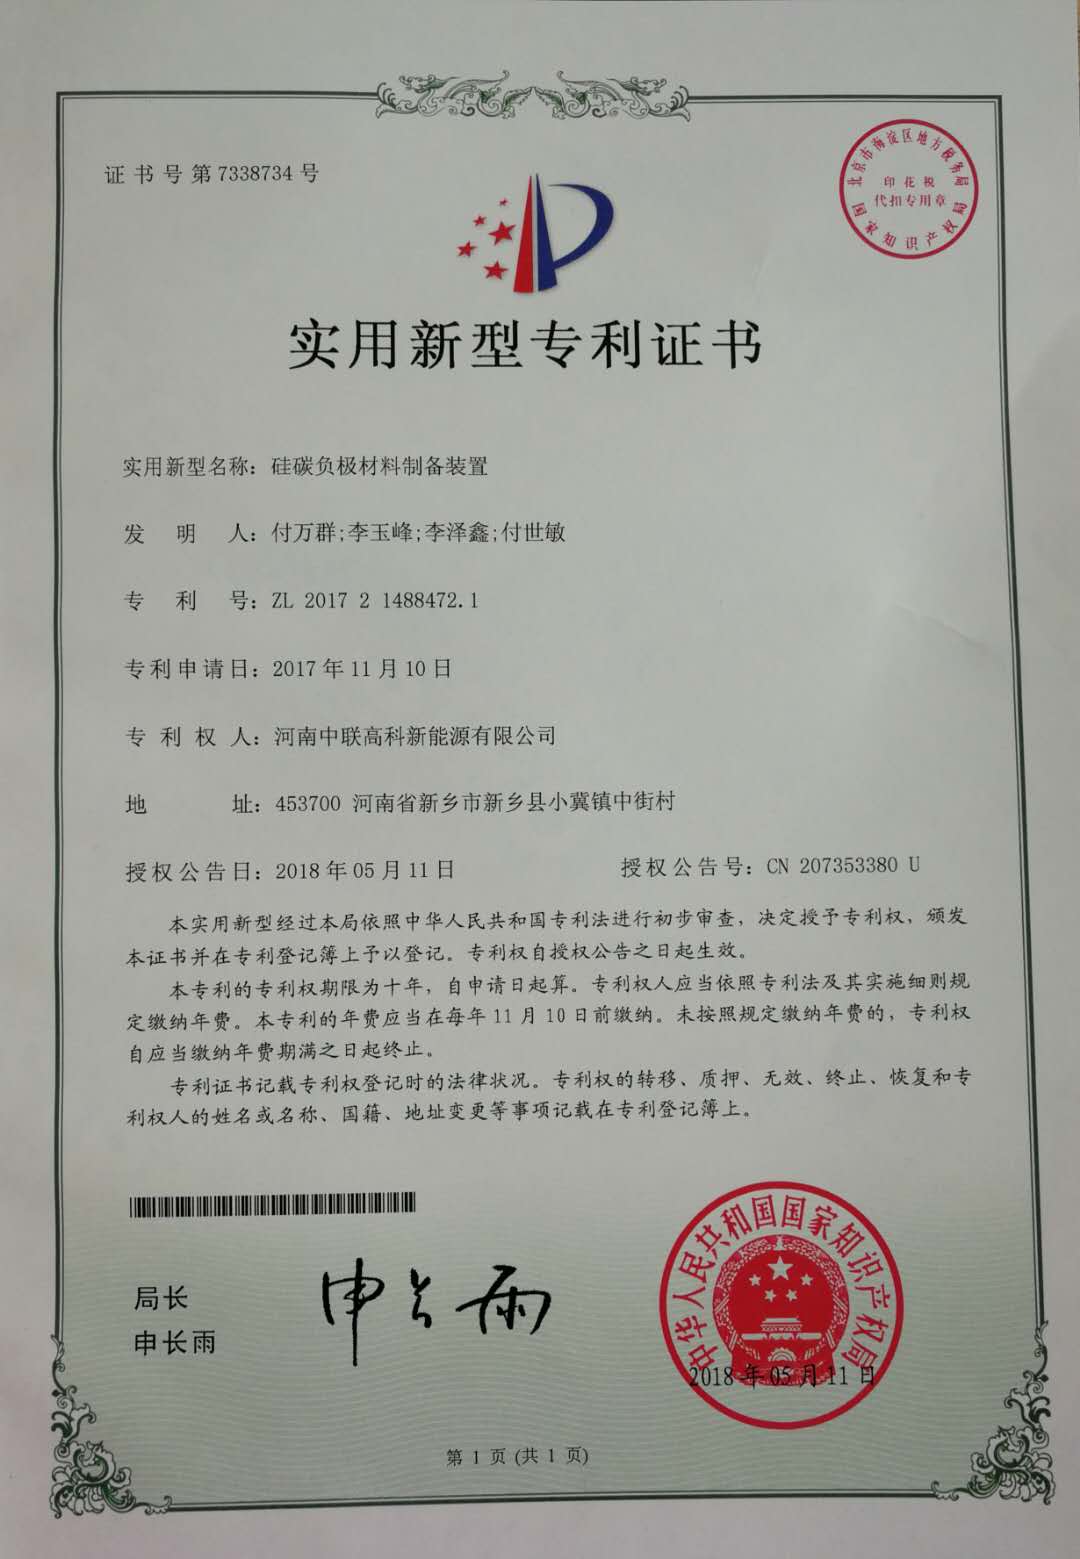 证书号第7338734号
北京市海淀区地方税务局
印花税
代扣专用章
国家知识产权局
实用新型专利证书
实用新型名称：硅碳负极材料制备装置
发明人：付万群;李玉峰;李泽鑫;付世敏
专利号：ZL 2017 2 1488472.1
专利申请日：2017年11月10日
专利权人：河南中联高科新能源有限公司
地址：453700 河南省新乡市新乡县小冀镇中街村
授权公告日：2018年05月11日 授权公告号：CN 207353380 U
本实用新型经过本局依照中华人民共和国专利法进行初步审查，决定授予专利权，颁发
本证书并在专利登记簿上予以登记。专利权自授权公告之日起生效。
本专利的专利权期限为十年，自申请日起算。专利权人应当依照专利法及其实施细则规
定缴纳年费。本专利的年费应当在每年11月10日前缴纳。未按照规定缴纳年费的，专利权
自应当缴纳年费期满之日起终止。
专利证书记载专利权登记时的法律状况。专利权的转移、质押、无效、终止、恢复和专
利权人的姓名或名称、国籍、地址变更等事项记载在专利登记簿上。
局长
申长雨
申长雨
中华人民共和国国家知识产权局
2018年05月11日
第 1 页 (共 1 页)